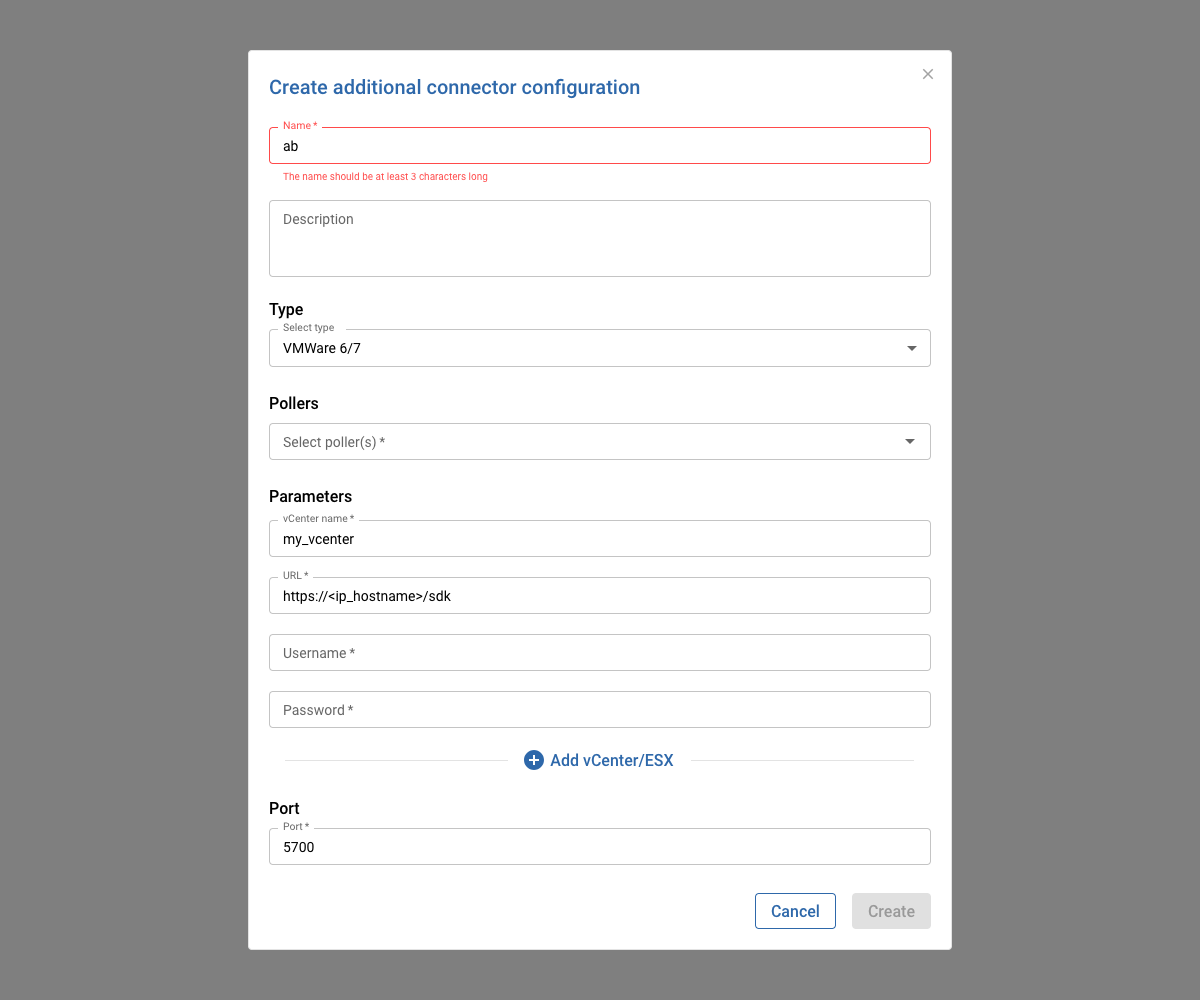 Create additional connector configuration
Name *
ab
The name should be at least 3 characters long
Description
Type
Select type
VMWare 6/7
Pollers
Select poller(s) *
Parameters
vCenter name *
my_vcenter
URL *
https://<ip_hostname>/sdk
Username *
Password *
Add vCenter/ESX
Port
Port *
5700
Cancel
Create